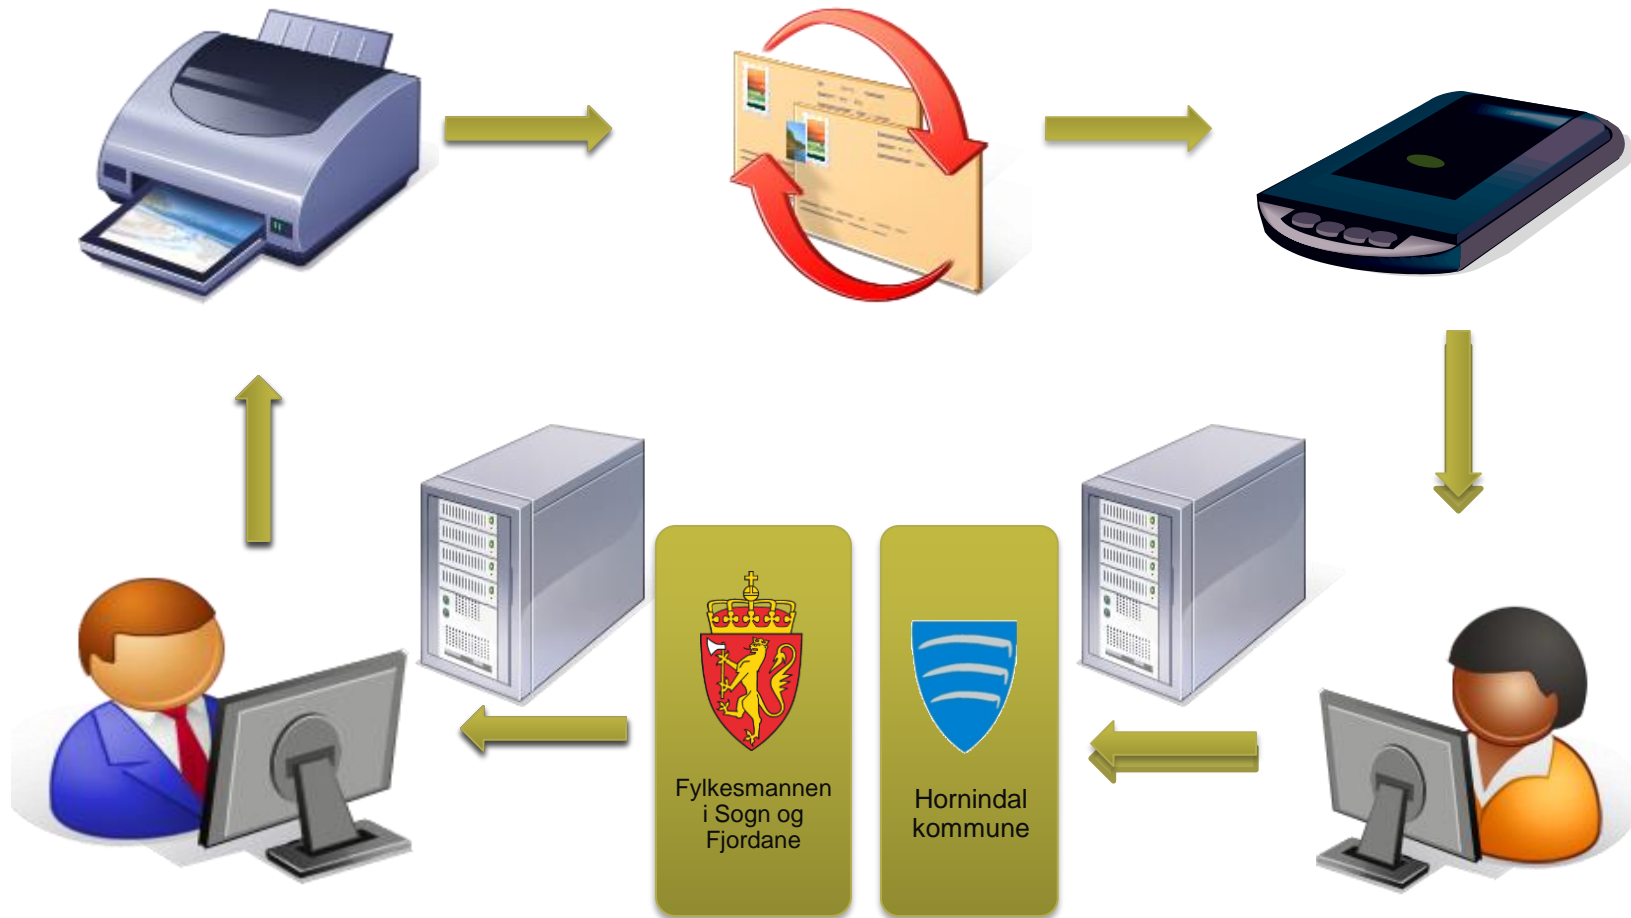 Fylkesmannen
i Sogn og
Fjordane
Hornindal
kommune